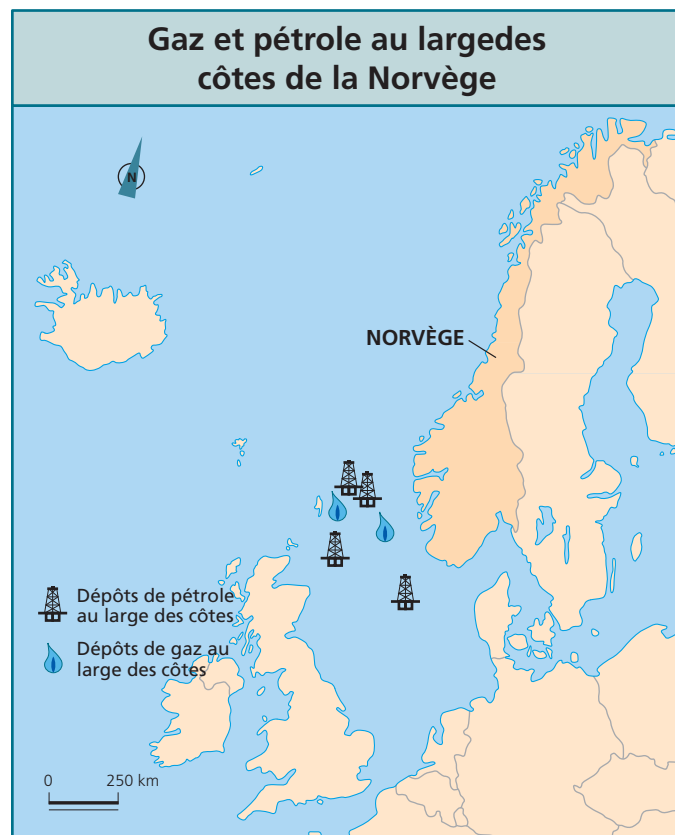 Gaz et pétrole au largedes
côtes de la Norvège
N
NORVÈGE
Dépôts de pétrole
au large des côtes
Dépôts de gaz au
large des côtes
0 250 km